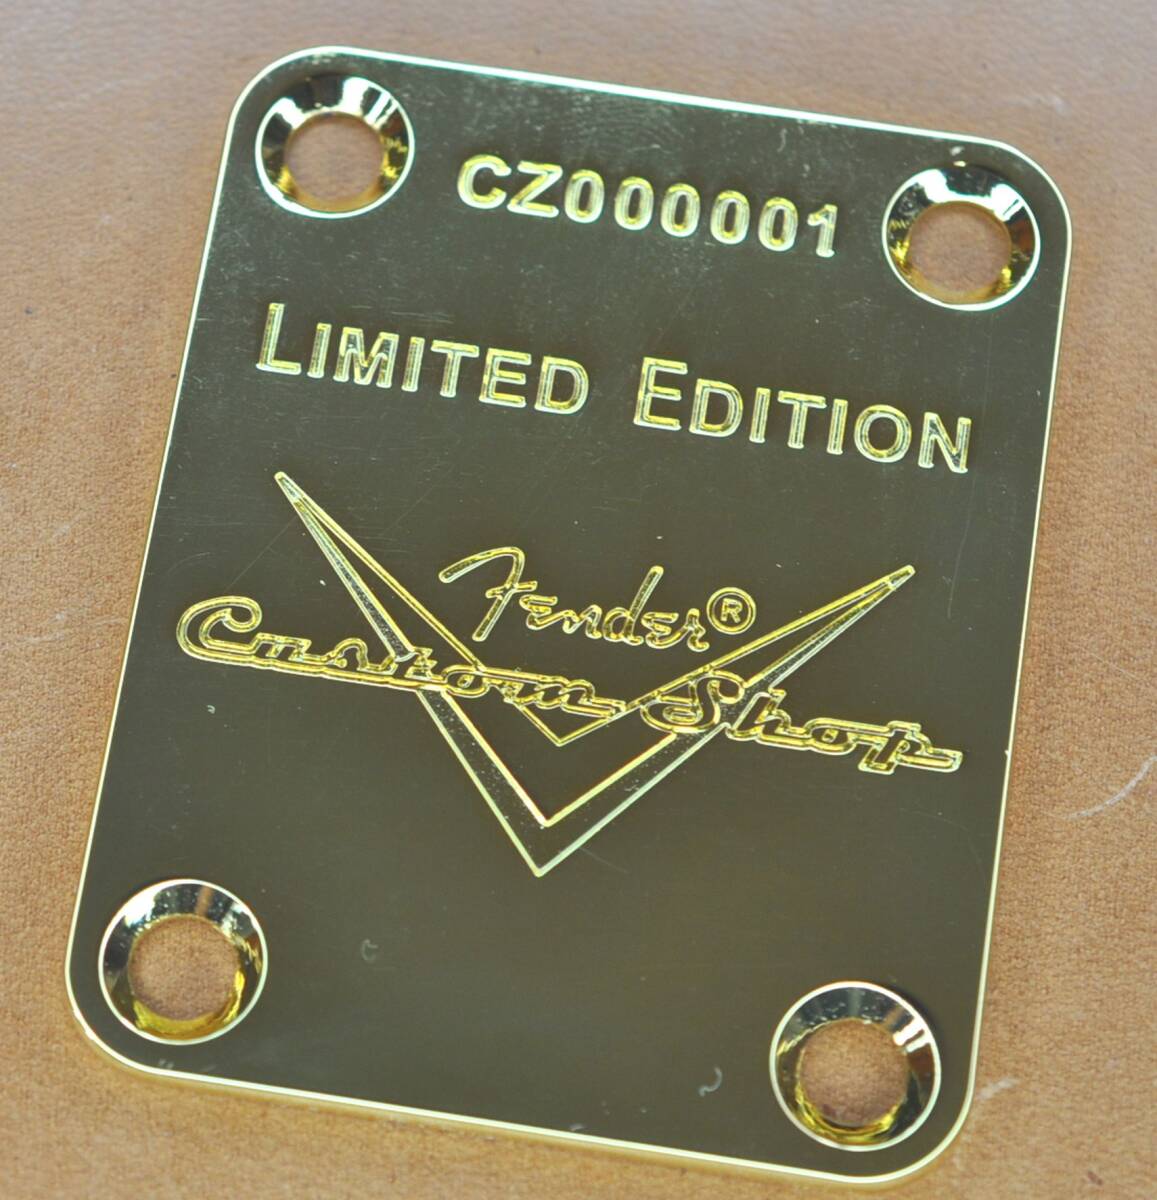 CZ000001
LIMITED EDITION
Fender®
Custom Shop